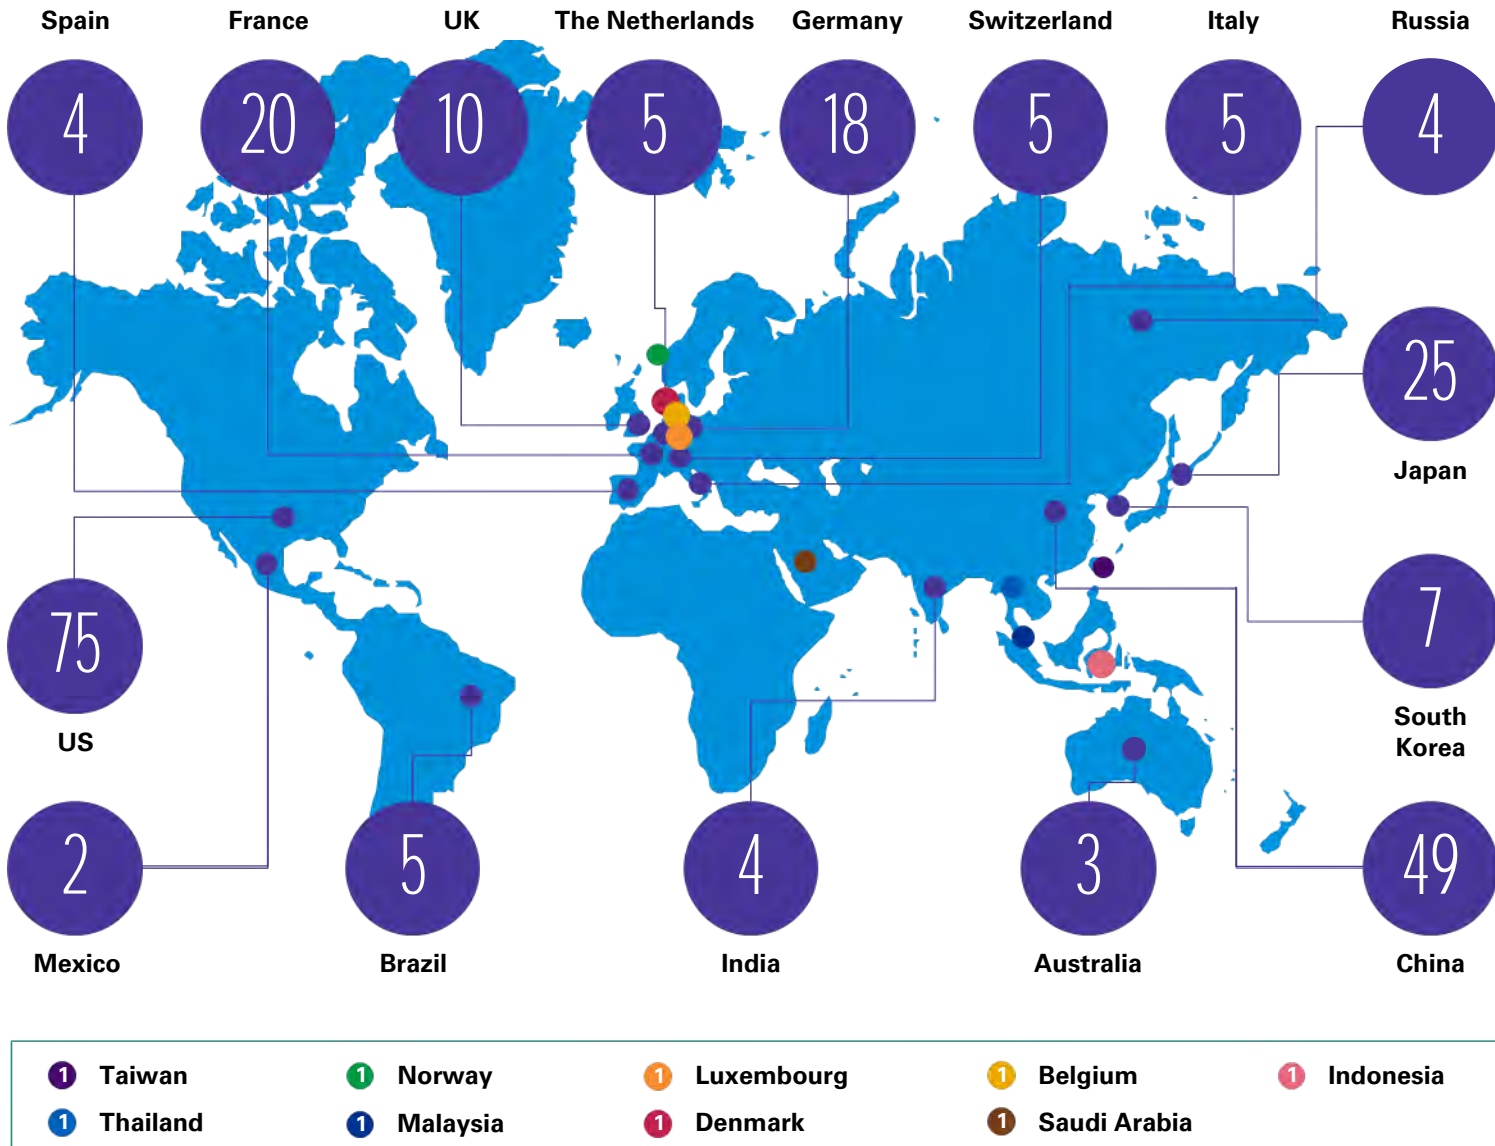 Spain
France
UK
The Netherlands
Germany
Switzerland
Italy
Russia
4
20
10
5
18
5
5
4
25
Japan
75
US
7
South
Korea
2
Mexico
5
Brazil
4
India
3
Australia
49
China
1 Taiwan
1 Norway
1 Luxembourg
1 Belgium
1 Indonesia
1 Thailand
1 Malaysia
1 Denmark
1 Saudi Arabia